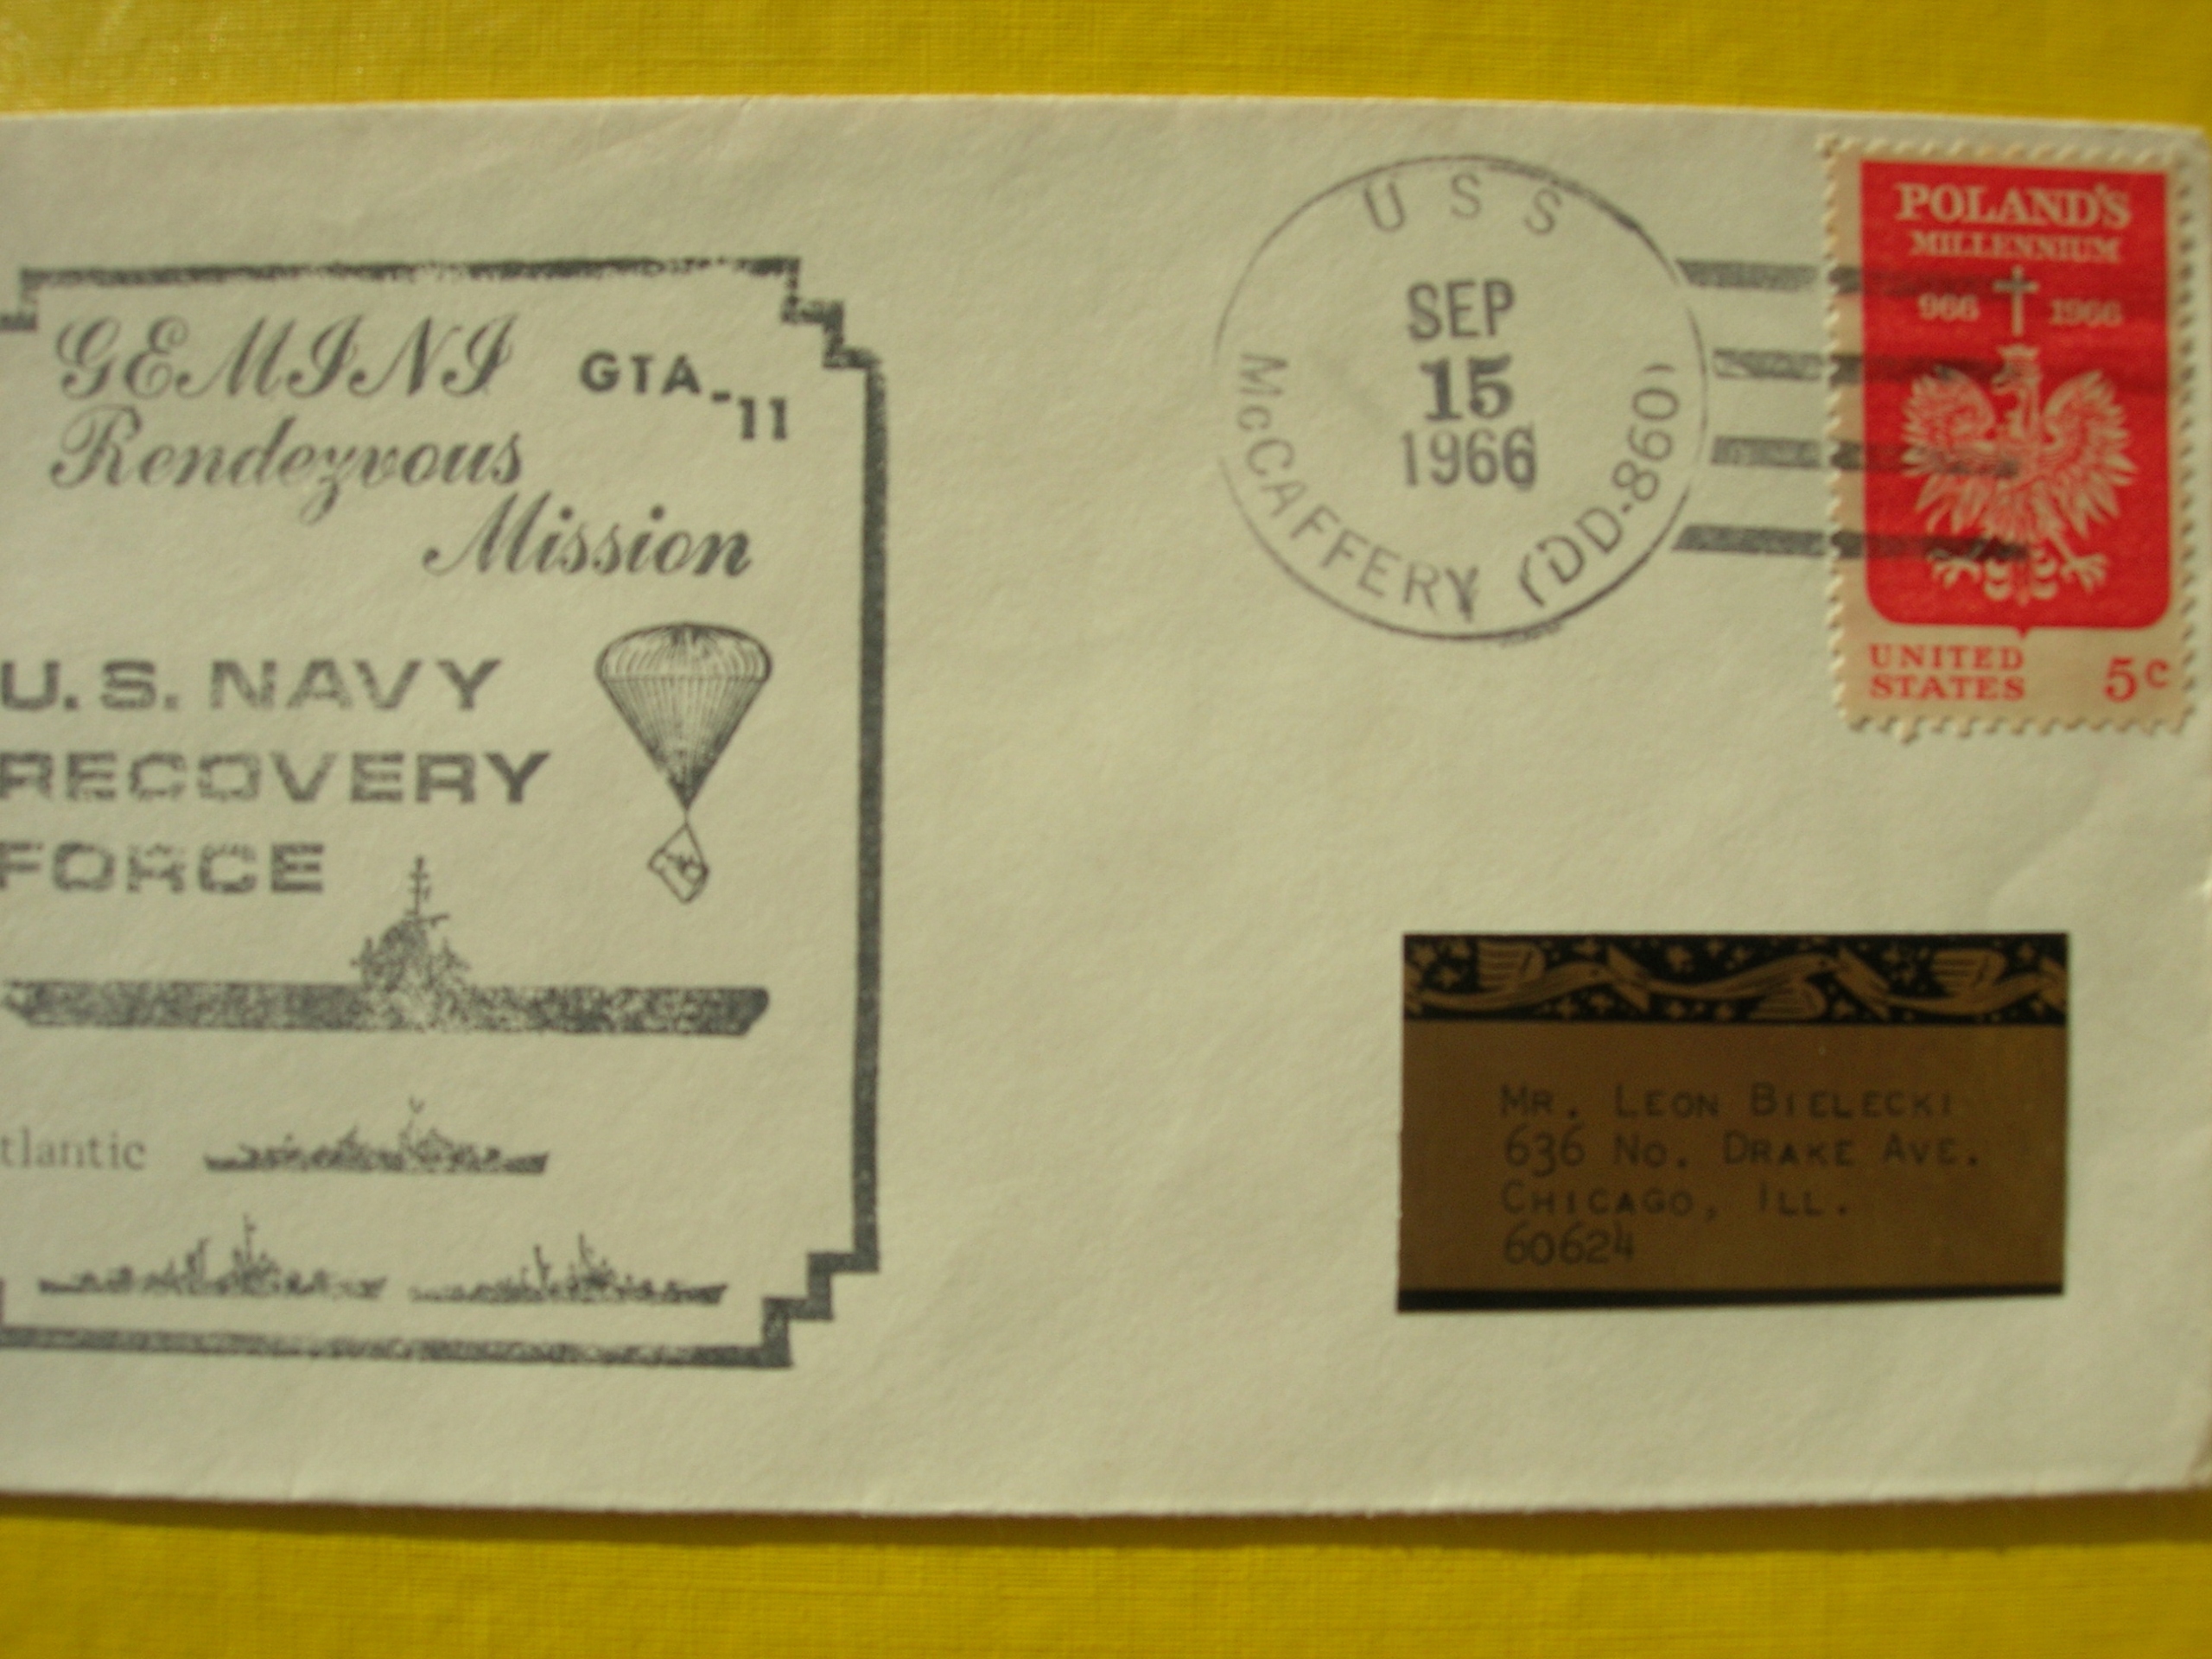 GEMINI GTA-11
Rendezvous
Mission
U.S. NAVY
RECOVERY
FORCE
tlantic
USS
McCAFFERY (DD-860)
SEP
15
1966
POLAND'S
MILLENNIUM
966 1966
UNITED
STATES 5c
MR. LEON BIELECKI
636 NO. DRAKE AVE.
CHICAGO, ILL.
60624